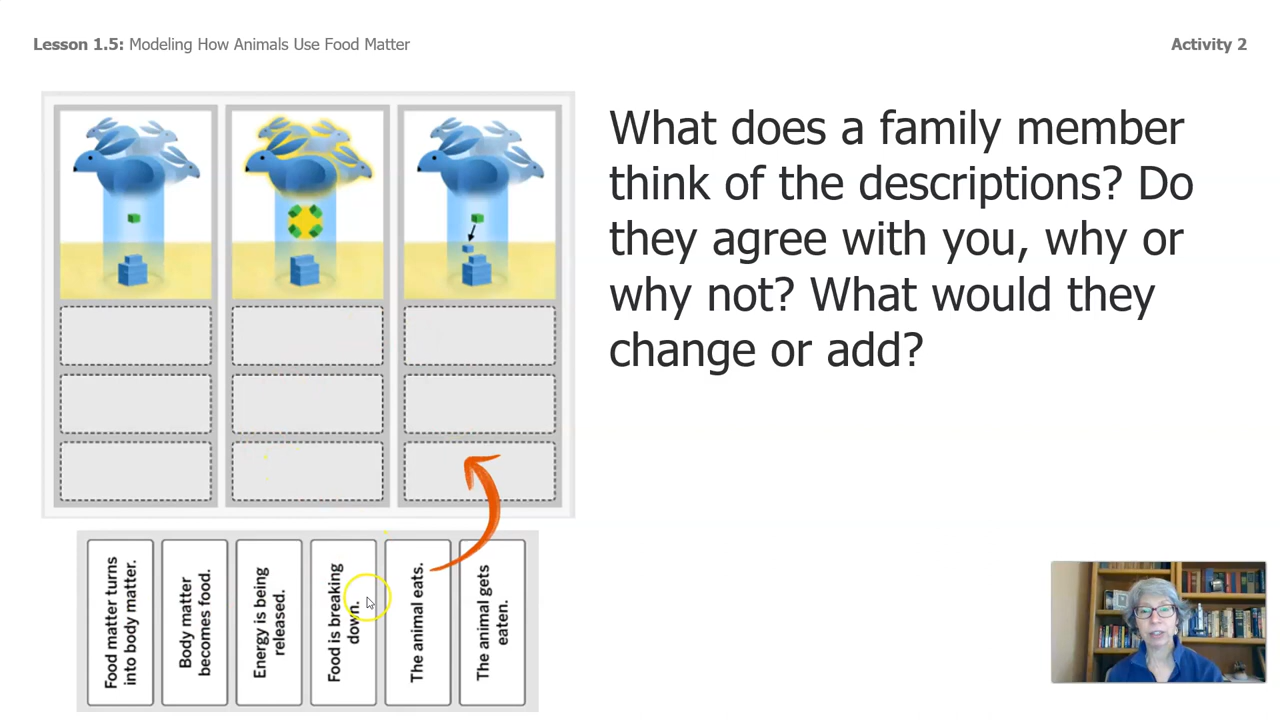 Lesson 1.5: Modeling How Animals Use Food Matter
Activity 2
What does a family member
think of the descriptions? Do
they agree with you, why or
why not? What would they
change or add?
Food matter turns
into body matter.
Body matter
becomes food.
Energy is being
released.
Food is breaking
down.
The animal eats.
The animal gets
eaten.